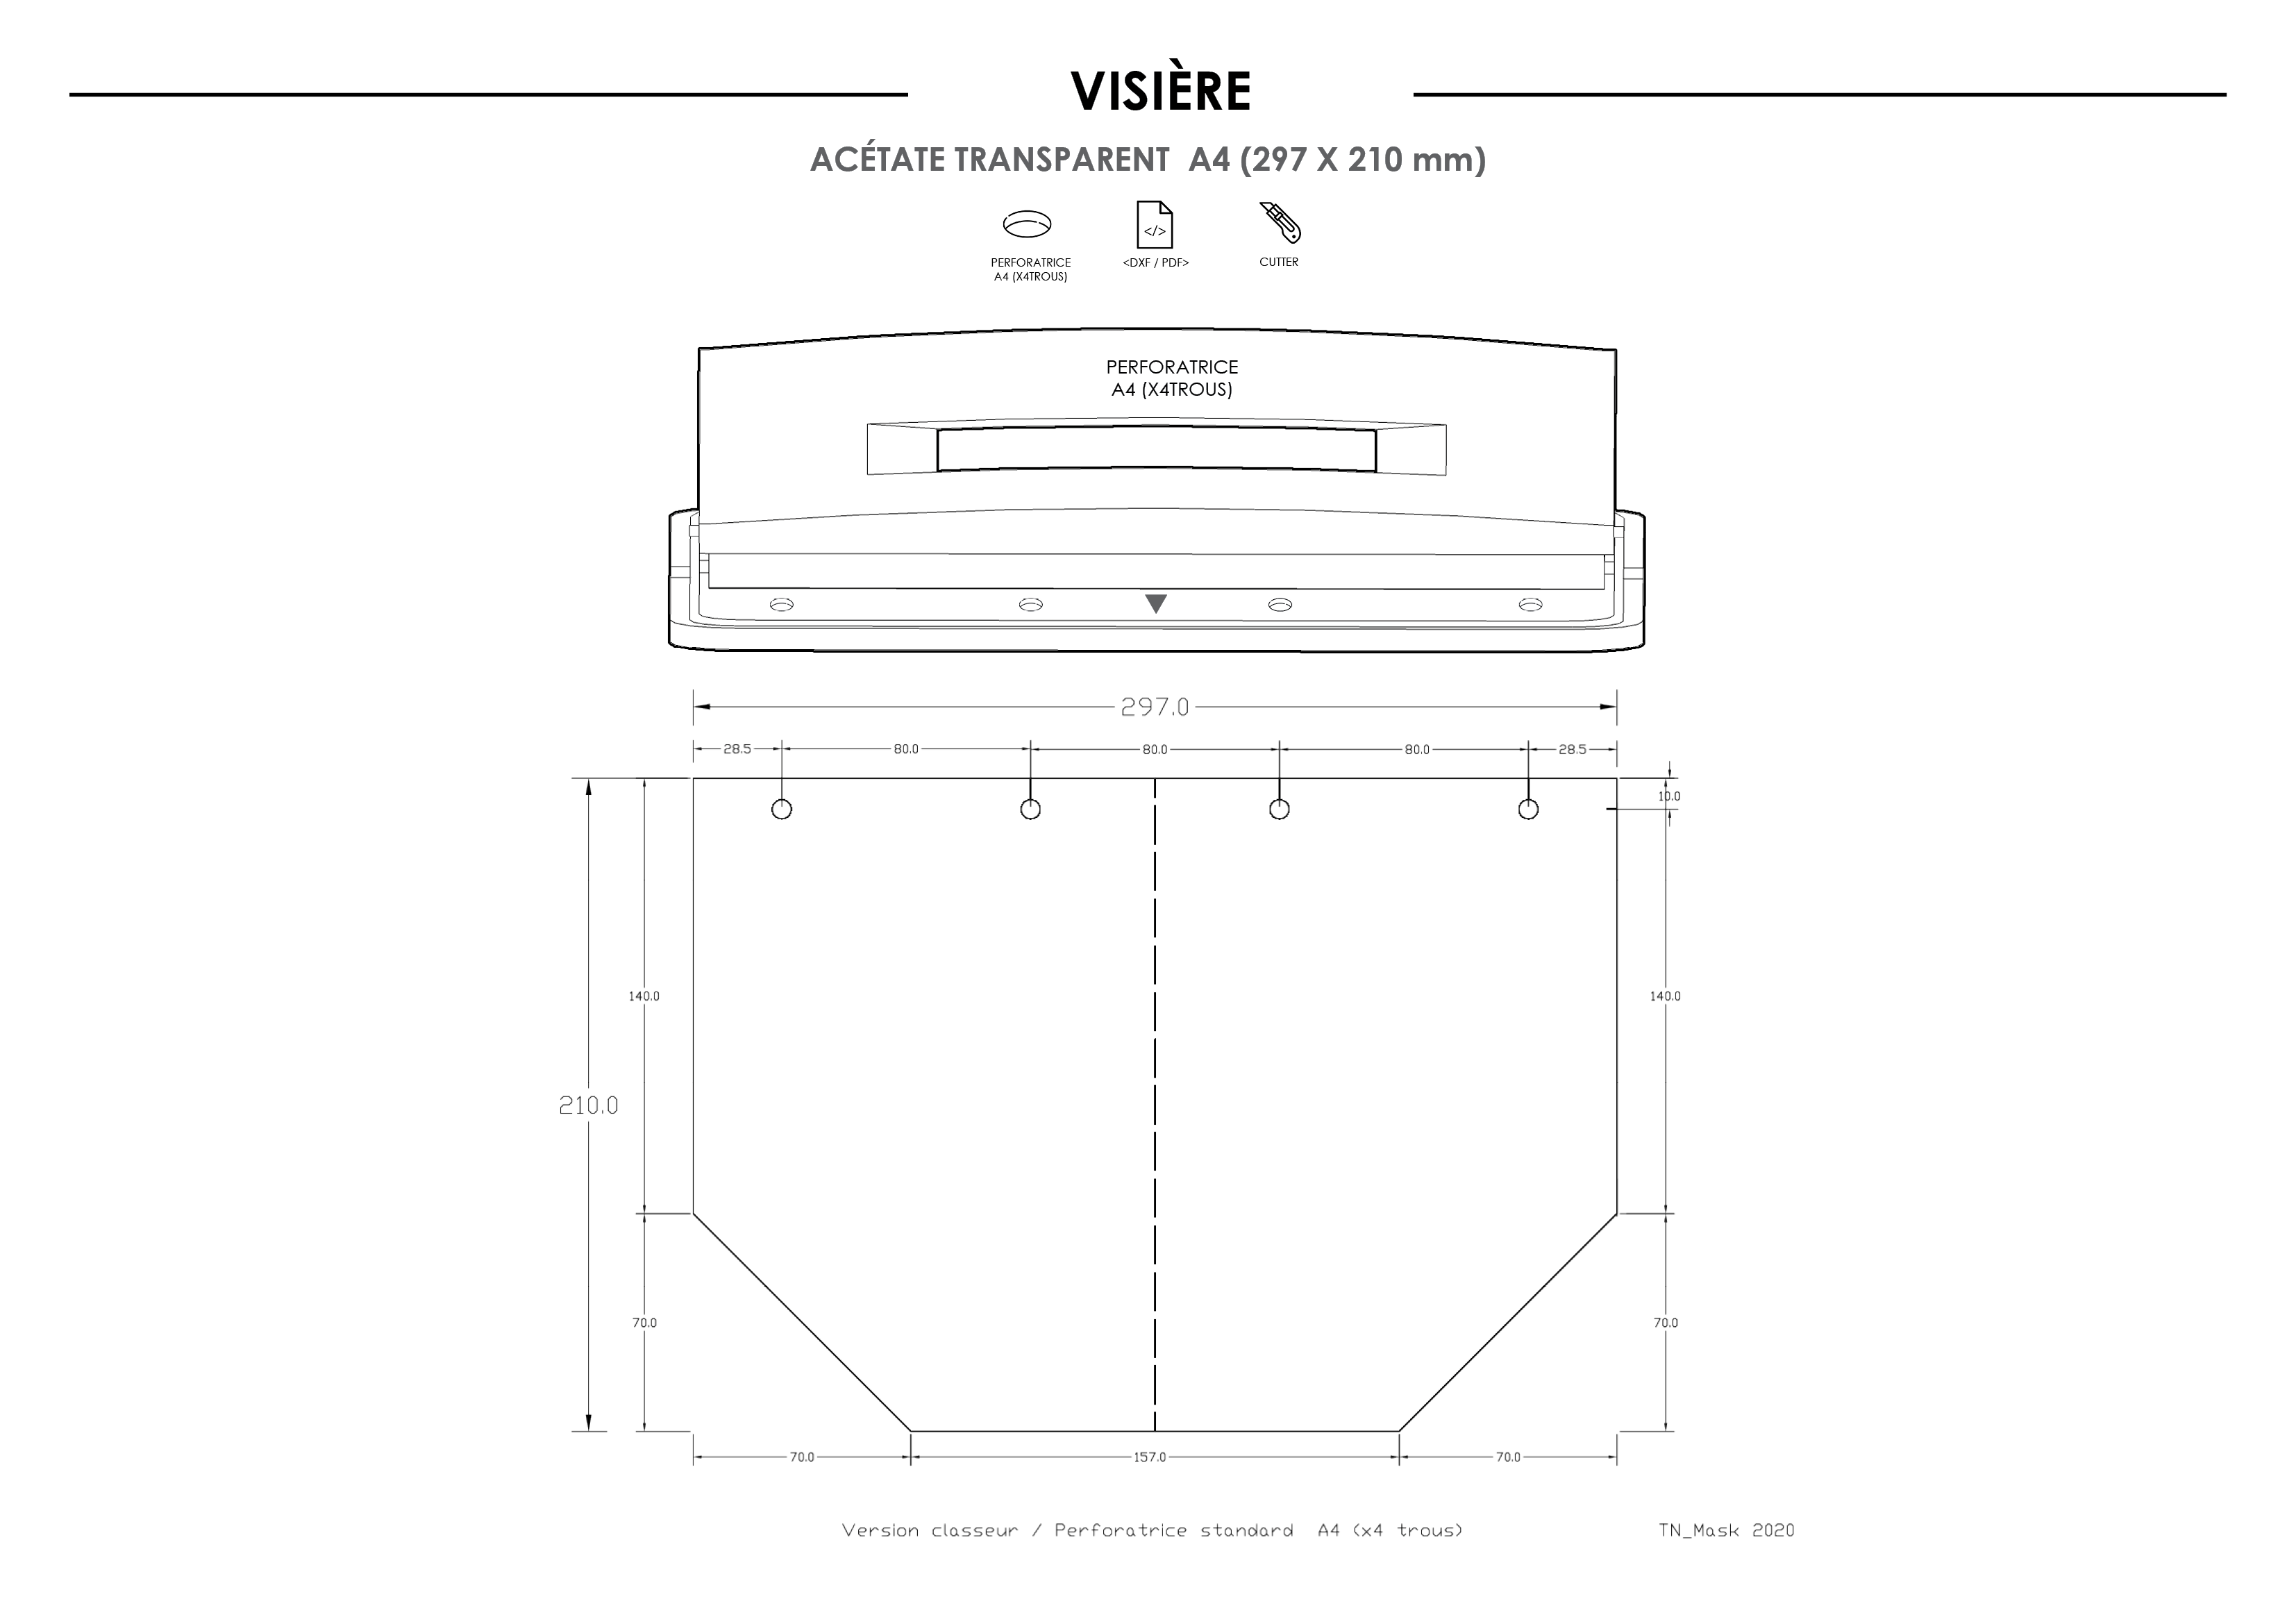 VISIÈRE
ACÉTATE TRANSPARENT A4 (297 X 210 mm)
PERFORATRICE
A4 (X4TROUS)
</>
<DXF / PDF>
CUTTER
PERFORATRICE
A4 (X4TROUS)
297.0
28.5
80.0
80.0
80.0
28.5
10.0
140.0
140.0
210.0
70.0
70.0
70.0
157.0
70.0
Version classeur / Perforatrice standard A4 (x4 trous)
TN_Mask 2020